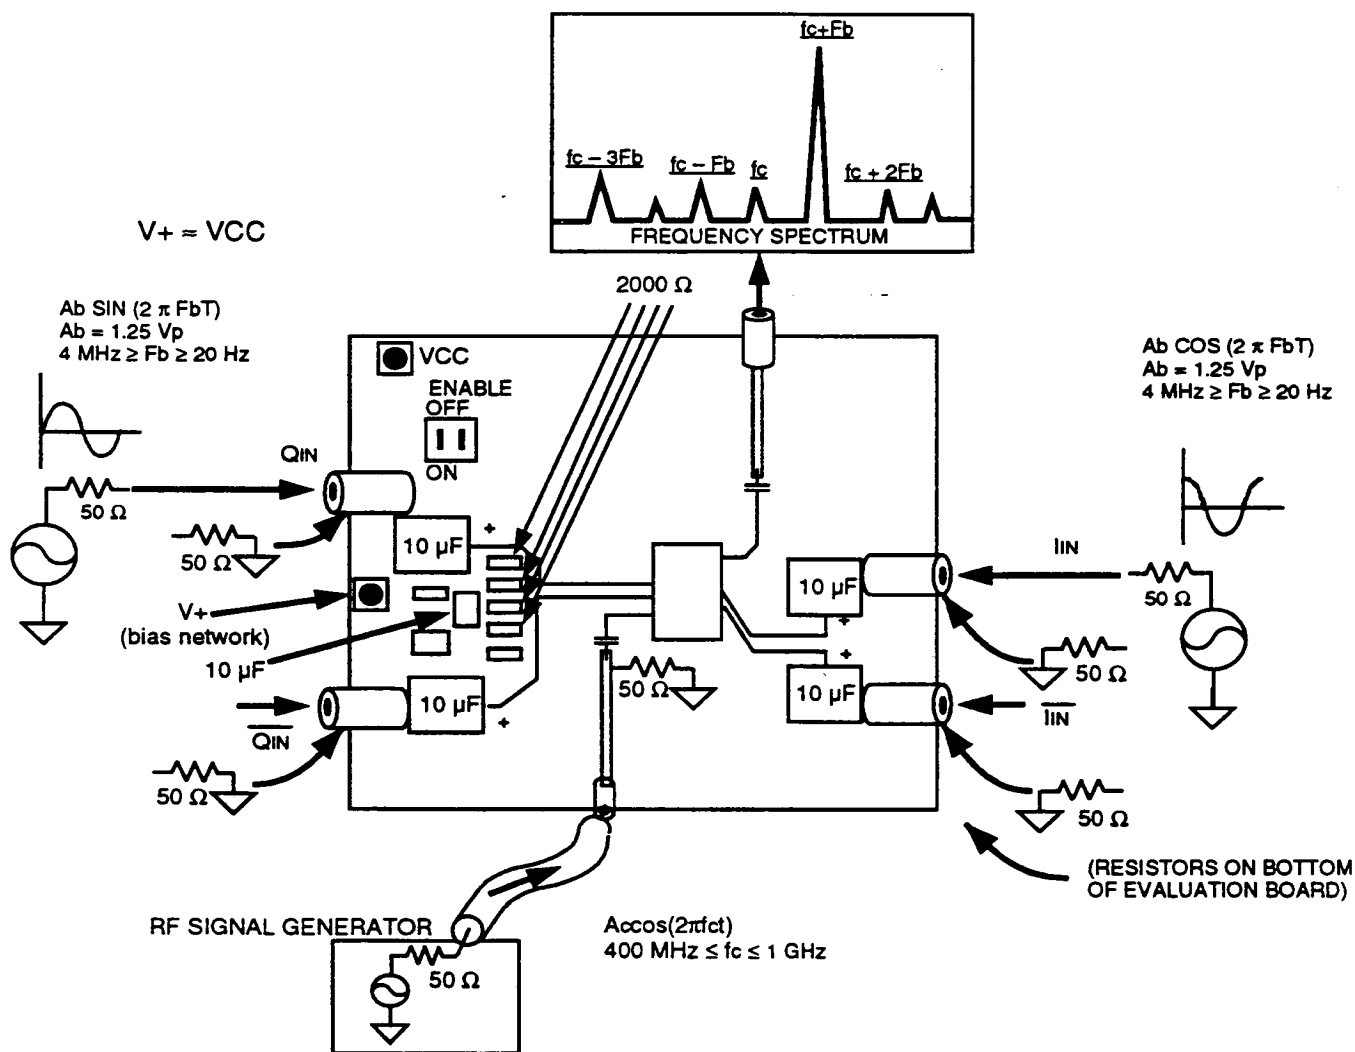 fc+Fb
fc – 3Fb
fc – Fb
fc
fc + 2Fb
FREQUENCY SPECTRUM
V+ = VCC
2000 Ω
Ab SIN (2 π FbT)
Ab = 1.25 Vp
4 MHz ≥ Fb ≥ 20 Hz
Ab COS (2 π FbT)
Ab = 1.25 Vp
4 MHz ≥ Fb ≥ 20 Hz
VCC
ENABLE
OFF
ON
QIN
50 Ω
50 Ω
10 µF
+
IIN
50 Ω
10 µF
+
V+
(bias network)
10 µF
50 Ω
50 Ω
10 µF
+
Q̅I̅N̅
10 µF
+
I̅I̅N̅
50 Ω
50 Ω
(RESISTORS ON BOTTOM
OF EVALUATION BOARD)
RF SIGNAL GENERATOR
50 Ω
Accos(2πfct)
400 MHz ≤ fc ≤ 1 GHz